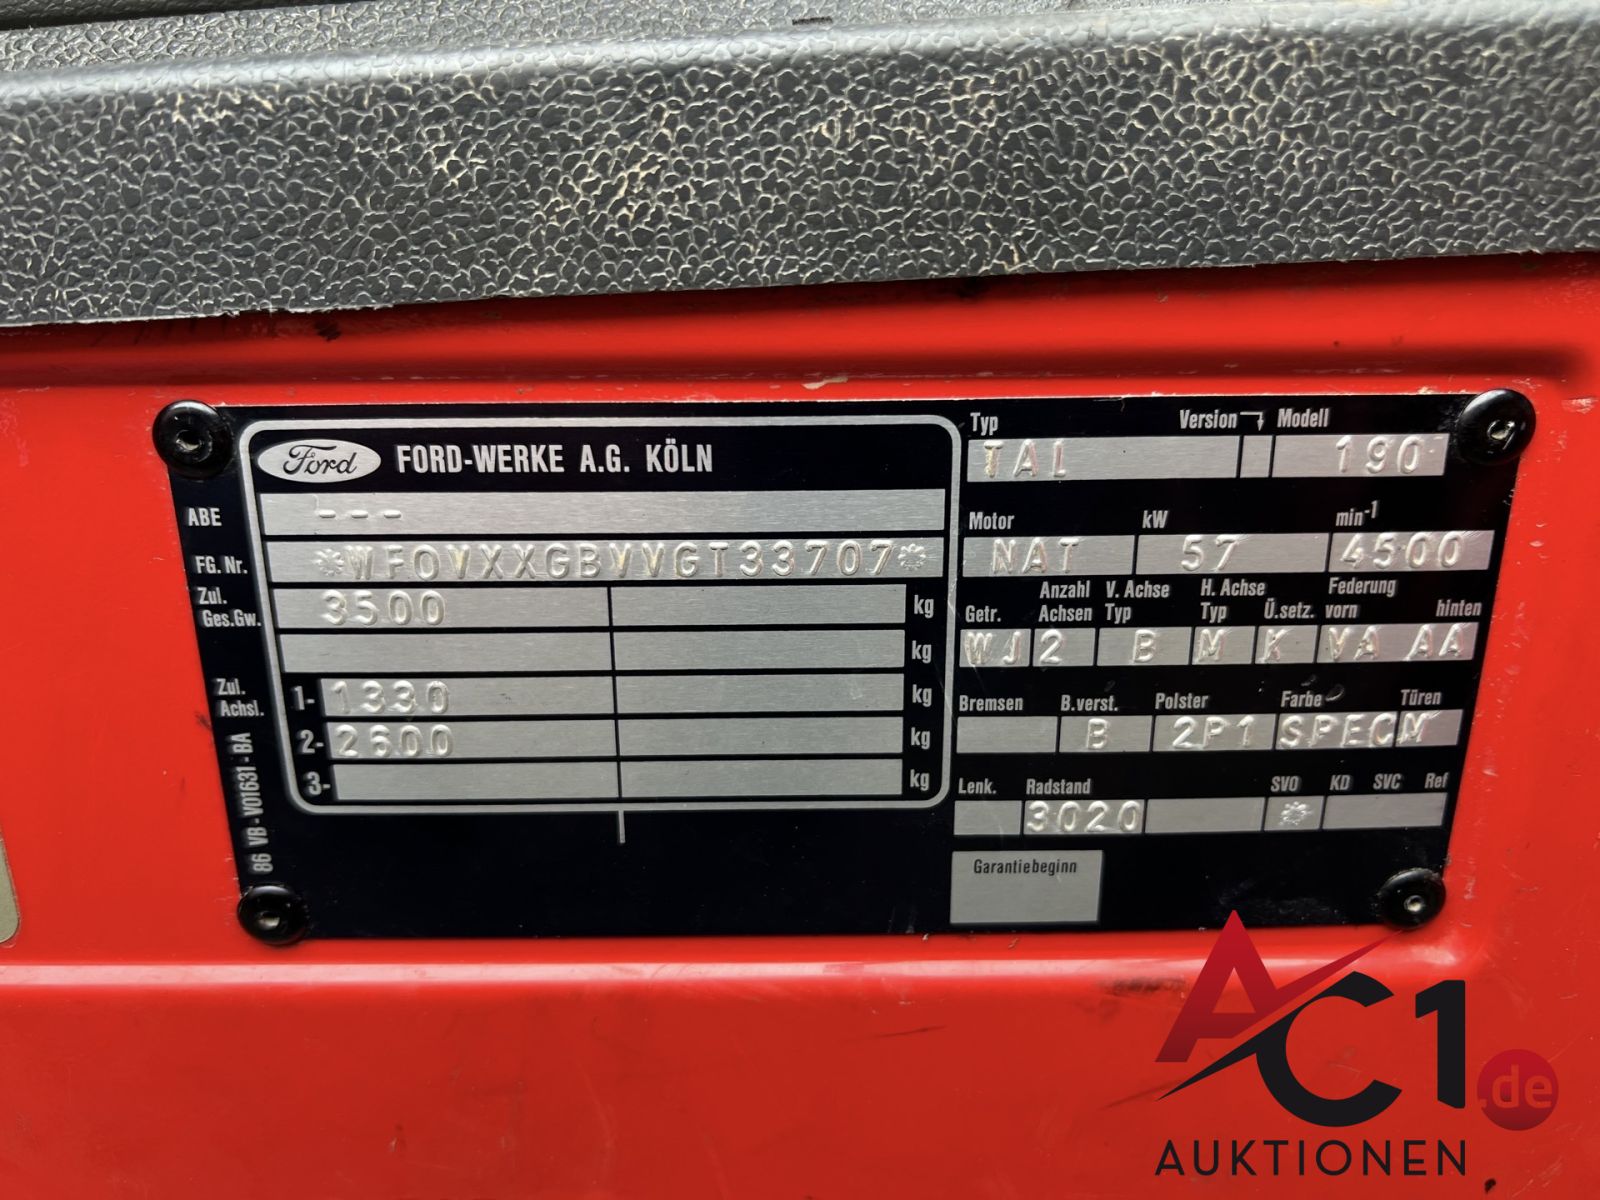 Ford FORD-WERKE A.G. KÖLN
ABE ---
FG. Nr. *WF0VXXGBVVGT33707*
Zul. Ges.Gw. 3500 kg
kg
Zul. Achsl. 1- 1330 kg
2- 2600 kg
3- kg
86 VB - V01631 - BA
Typ Version Modell
TAL 190
Motor kW min-1
NAT 57 4500
Getr. Anzahl Achsen V. Achse Typ H. Achse Typ Ü.setz. Federung vorn hinten
WJ 2 B M K VA AA
Bremsen B.verst. Polster Farbe Türen
B 2P1 SPEC M
Lenk. Radstand SVO KD SVC Ref
3020 *
Garantiebeginn
AC1.de
AUKTIONEN